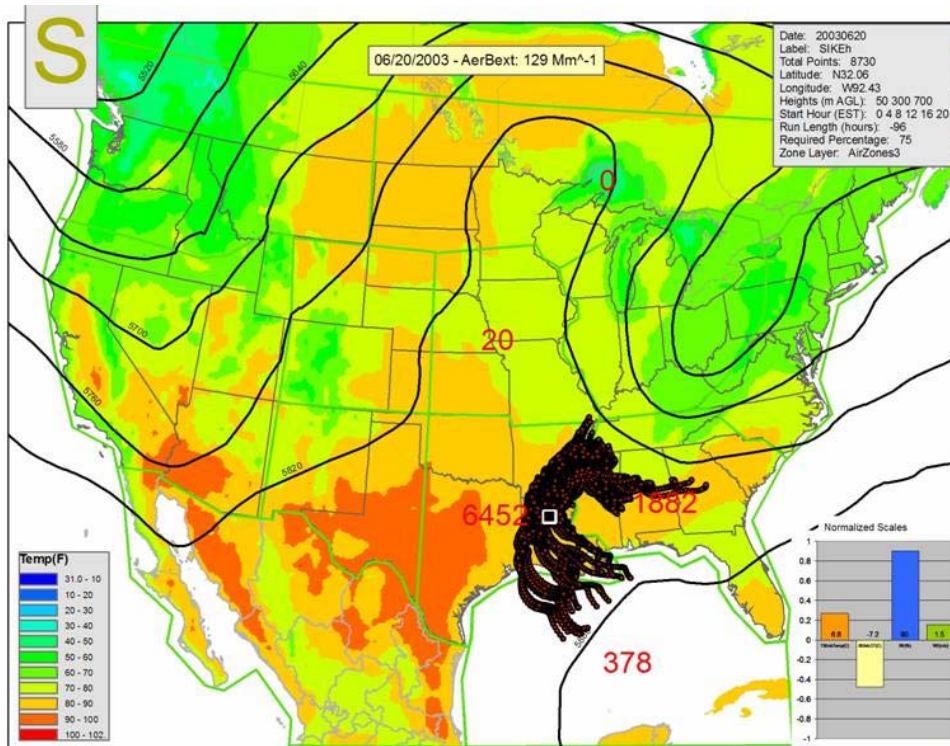 S
06/20/2003 - AerBext: 129 Mm^-1
Date: 20030620
Label: SIKEh
Total Points: 8730
Latitude: N32.06
Longitude: W92.43
Heights (m AGL): 50 300 700
Start Hour (EST): 0 4 8 12 16 20
Run Length (hours): -96
Required Percentage: 75
Zone Layer: AirZones3
5520
5640
5580
5700
5760
5820
0
20
6452
1882
378
Temp(F)
31.0 - 10
10 - 20
20 - 30
30 - 40
40 - 50
50 - 60
60 - 70
70 - 80
80 - 90
90 - 100
100 - 102.
Normalized Scales
1
0.8
0.6
0.4
0.2
0
-0.2
-0.4
-0.6
-0.8
-1
6.8
-7.2
90
1.5